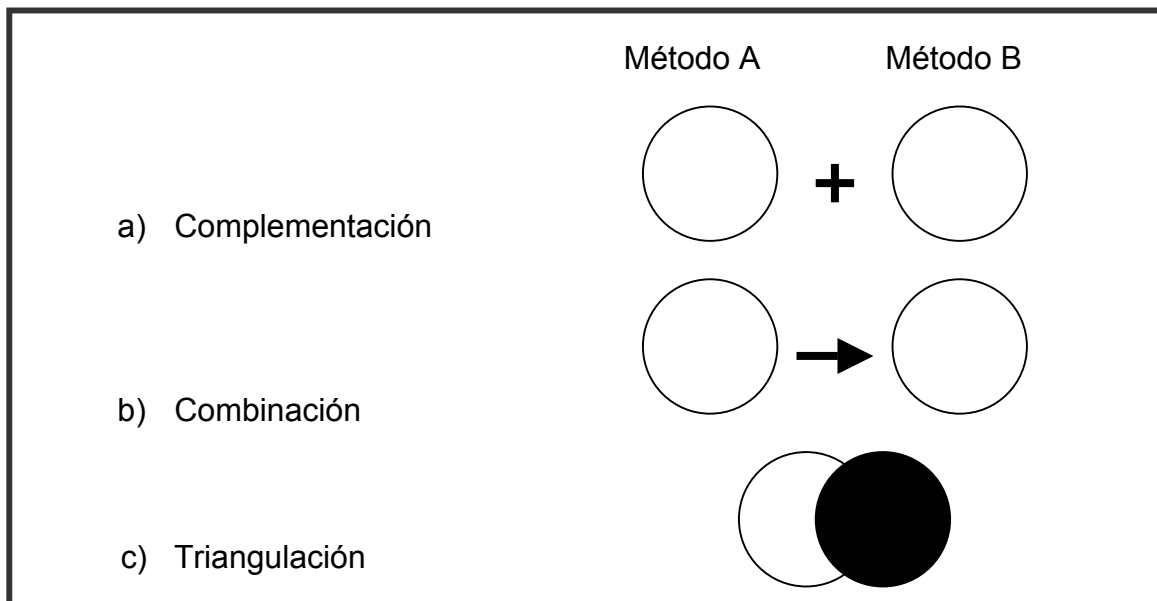 Método A Método B
+
a) Complementación
b) Combinación
c) Triangulación